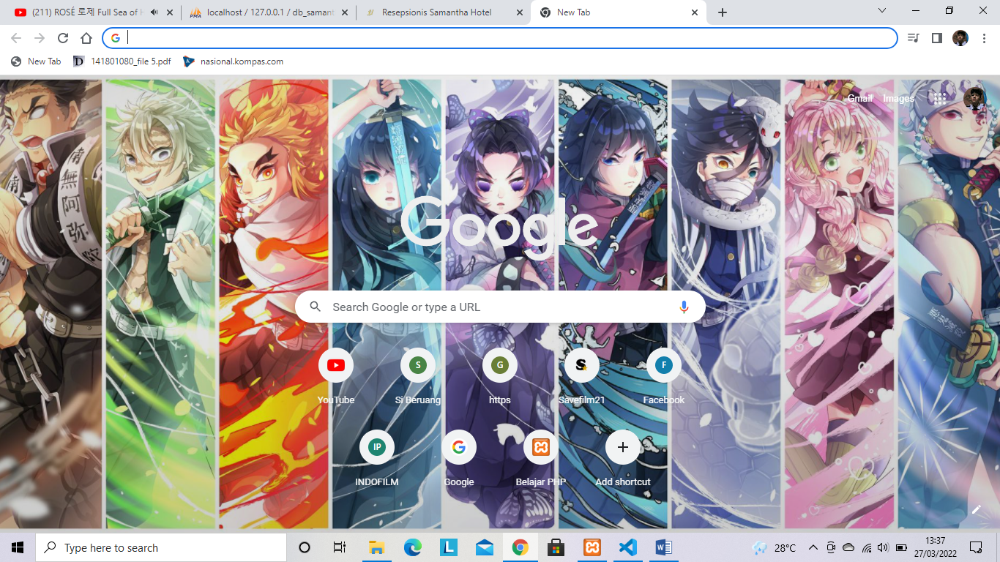 (211) ROSÉ 로제 Full Sea of H
localhost / 127.0.0.1 / db_samant
Resepsionis Samantha Hotel
New Tab
New Tab
141801080_file 5.pdf
nasional.kompas.com
Gmail
Images
南
無
阿
弥
陀
Google
Search Google or type a URL
S
G
S
F
YouTube
Si Beruang
https
Savefilm21
Facebook
IP
INDOFILM
Google
Belajar PHP
Add shortcut
Type here to search
28°C
13:37
27/03/2022